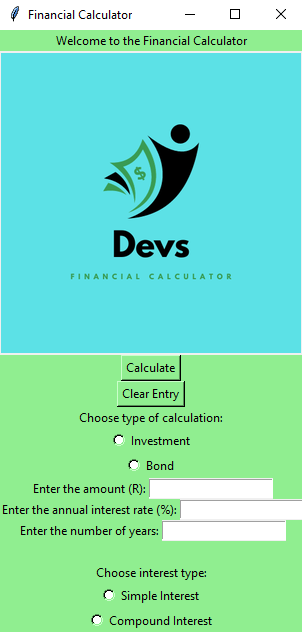 Financial Calculator
Welcome to the Financial Calculator
$
Devs
FINANCIAL CALCULATOR
Calculate
Clear Entry
Choose type of calculation:
Investment
Bond
Enter the amount (R):
Enter the annual interest rate (%):
Enter the number of years:
Choose interest type:
Simple Interest
Compound Interest